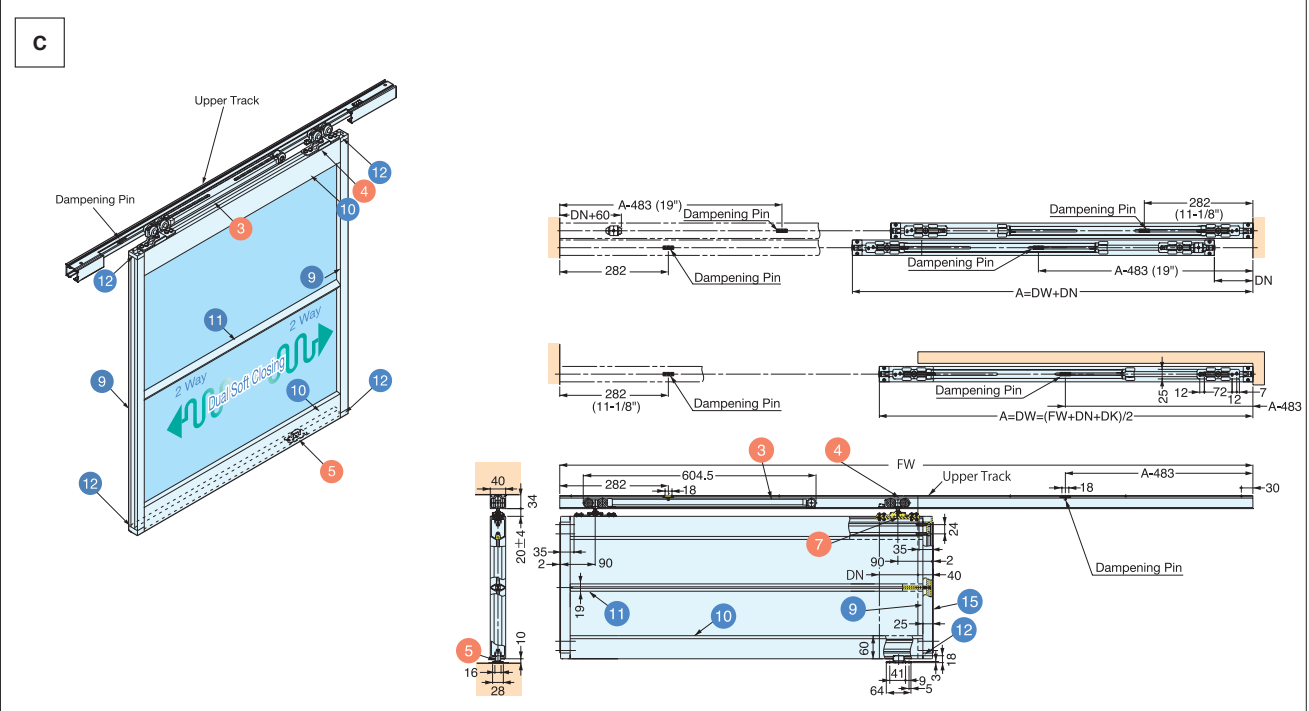 C
Upper Track
Dampening Pin
12
4
10
3
12
9
11
2 Way
2 Way
Dual Soft Closing
9
10
12
5
12
A-483 (19")
DN+60
Dampening Pin
282
Dampening Pin
282
(11-1/8")
Dampening Pin
Dampening Pin
A-483 (19")
DN
A=DW+DN
282
(11-1/8")
Dampening Pin
Dampening Pin
25
12
72
12
7
A-483
A=DW=(FW+DN+DK)/2
3
4
FW
604.5
Upper Track
A-483
282
18
18
30
40
34
20±4
10
5
16
28
35
2
90
7
24
35
90
2
DN
40
Dampening Pin
19
11
10
9
15
25
12
60
18
3
41
9
64
5